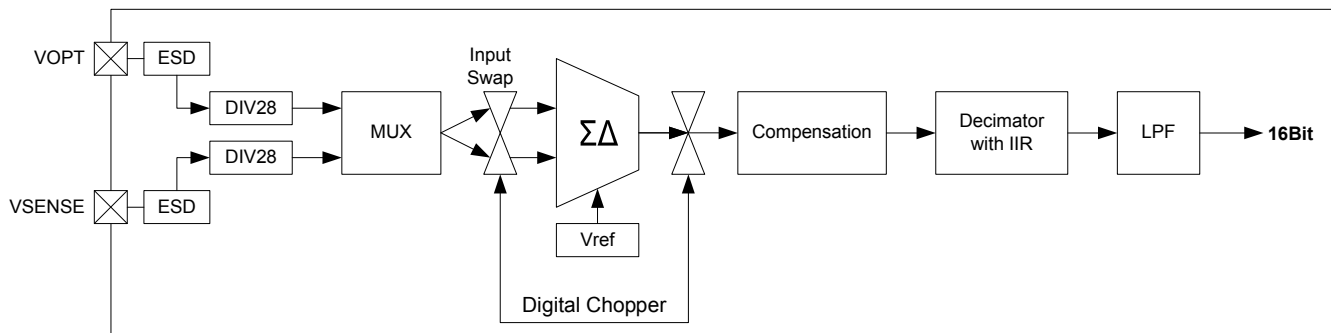 VOPT
ESD
DIV28
VSENSE
ESD
DIV28
MUX
Input
Swap
ΣΔ
Vref
Digital Chopper
Compensation
Decimator
with IIR
LPF
16Bit